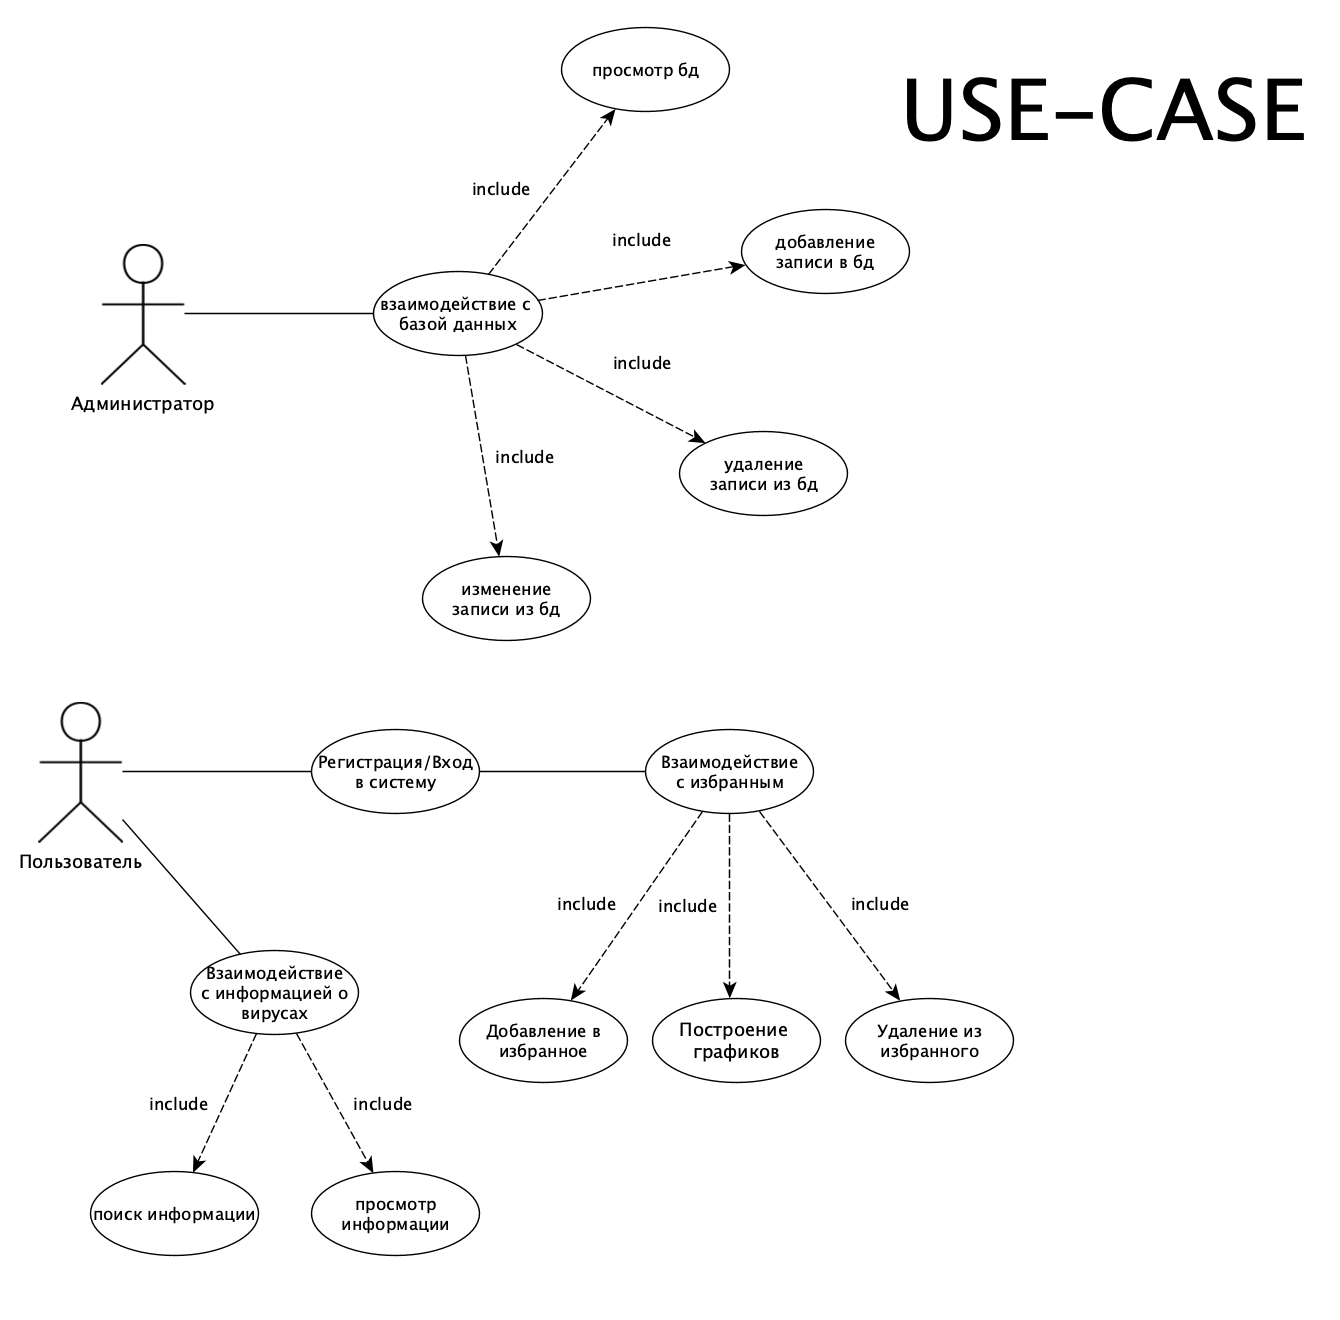 USE-CASE
просмотр бд
include
include
добавление
записи в бд
взаимодействие с
базой данных
include
Администратор
include
удаление
записи из бд
изменение
записи из бд
Регистрация/Вход
в систему
Взаимодействие
с избранным
Пользователь
include
include
include
Взаимодействие
с информацией о
вирусах
Добавление в
избранное
Построение
графиков
Удаление из
избранного
include
include
поиск информации
просмотр
информации